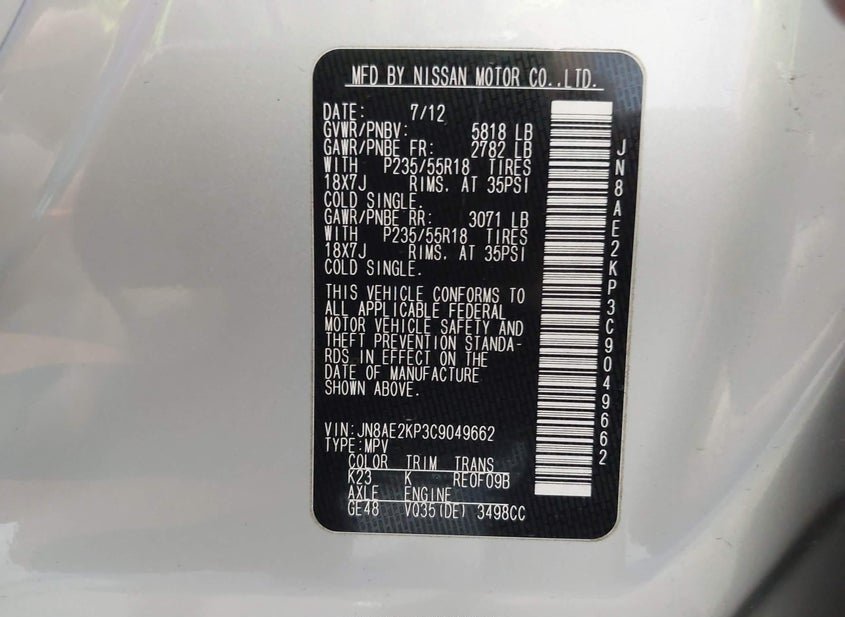 MFD BY NISSAN MOTOR CO.,LTD.
DATE: 7/12
GVWR/PNBV: 5818 LB
GAWR/PNBE FR: 2782 LB
WITH P235/55R18 TIRES
18X7J RIMS. AT 35PSI
COLD SINGLE.
GAWR/PNBE RR: 3071 LB
WITH P235/55R18 TIRES
18X7J RIMS. AT 35PSI
COLD SINGLE.
THIS VEHICLE CONFORMS TO
ALL APPLICABLE FEDERAL
MOTOR VEHICLE SAFETY AND
THEFT PREVENTION STANDA-
RDS IN EFFECT ON THE
DATE OF MANUFACTURE
SHOWN ABOVE.
VIN:JN8AE2KP3C9049662
TYPE:MPV
COLOR TRIM TRANS
K23 K RE0F09B
AXLE ENGINE
GE48 VQ35(DE) 3498CC
JN8AE2KP3C9049662